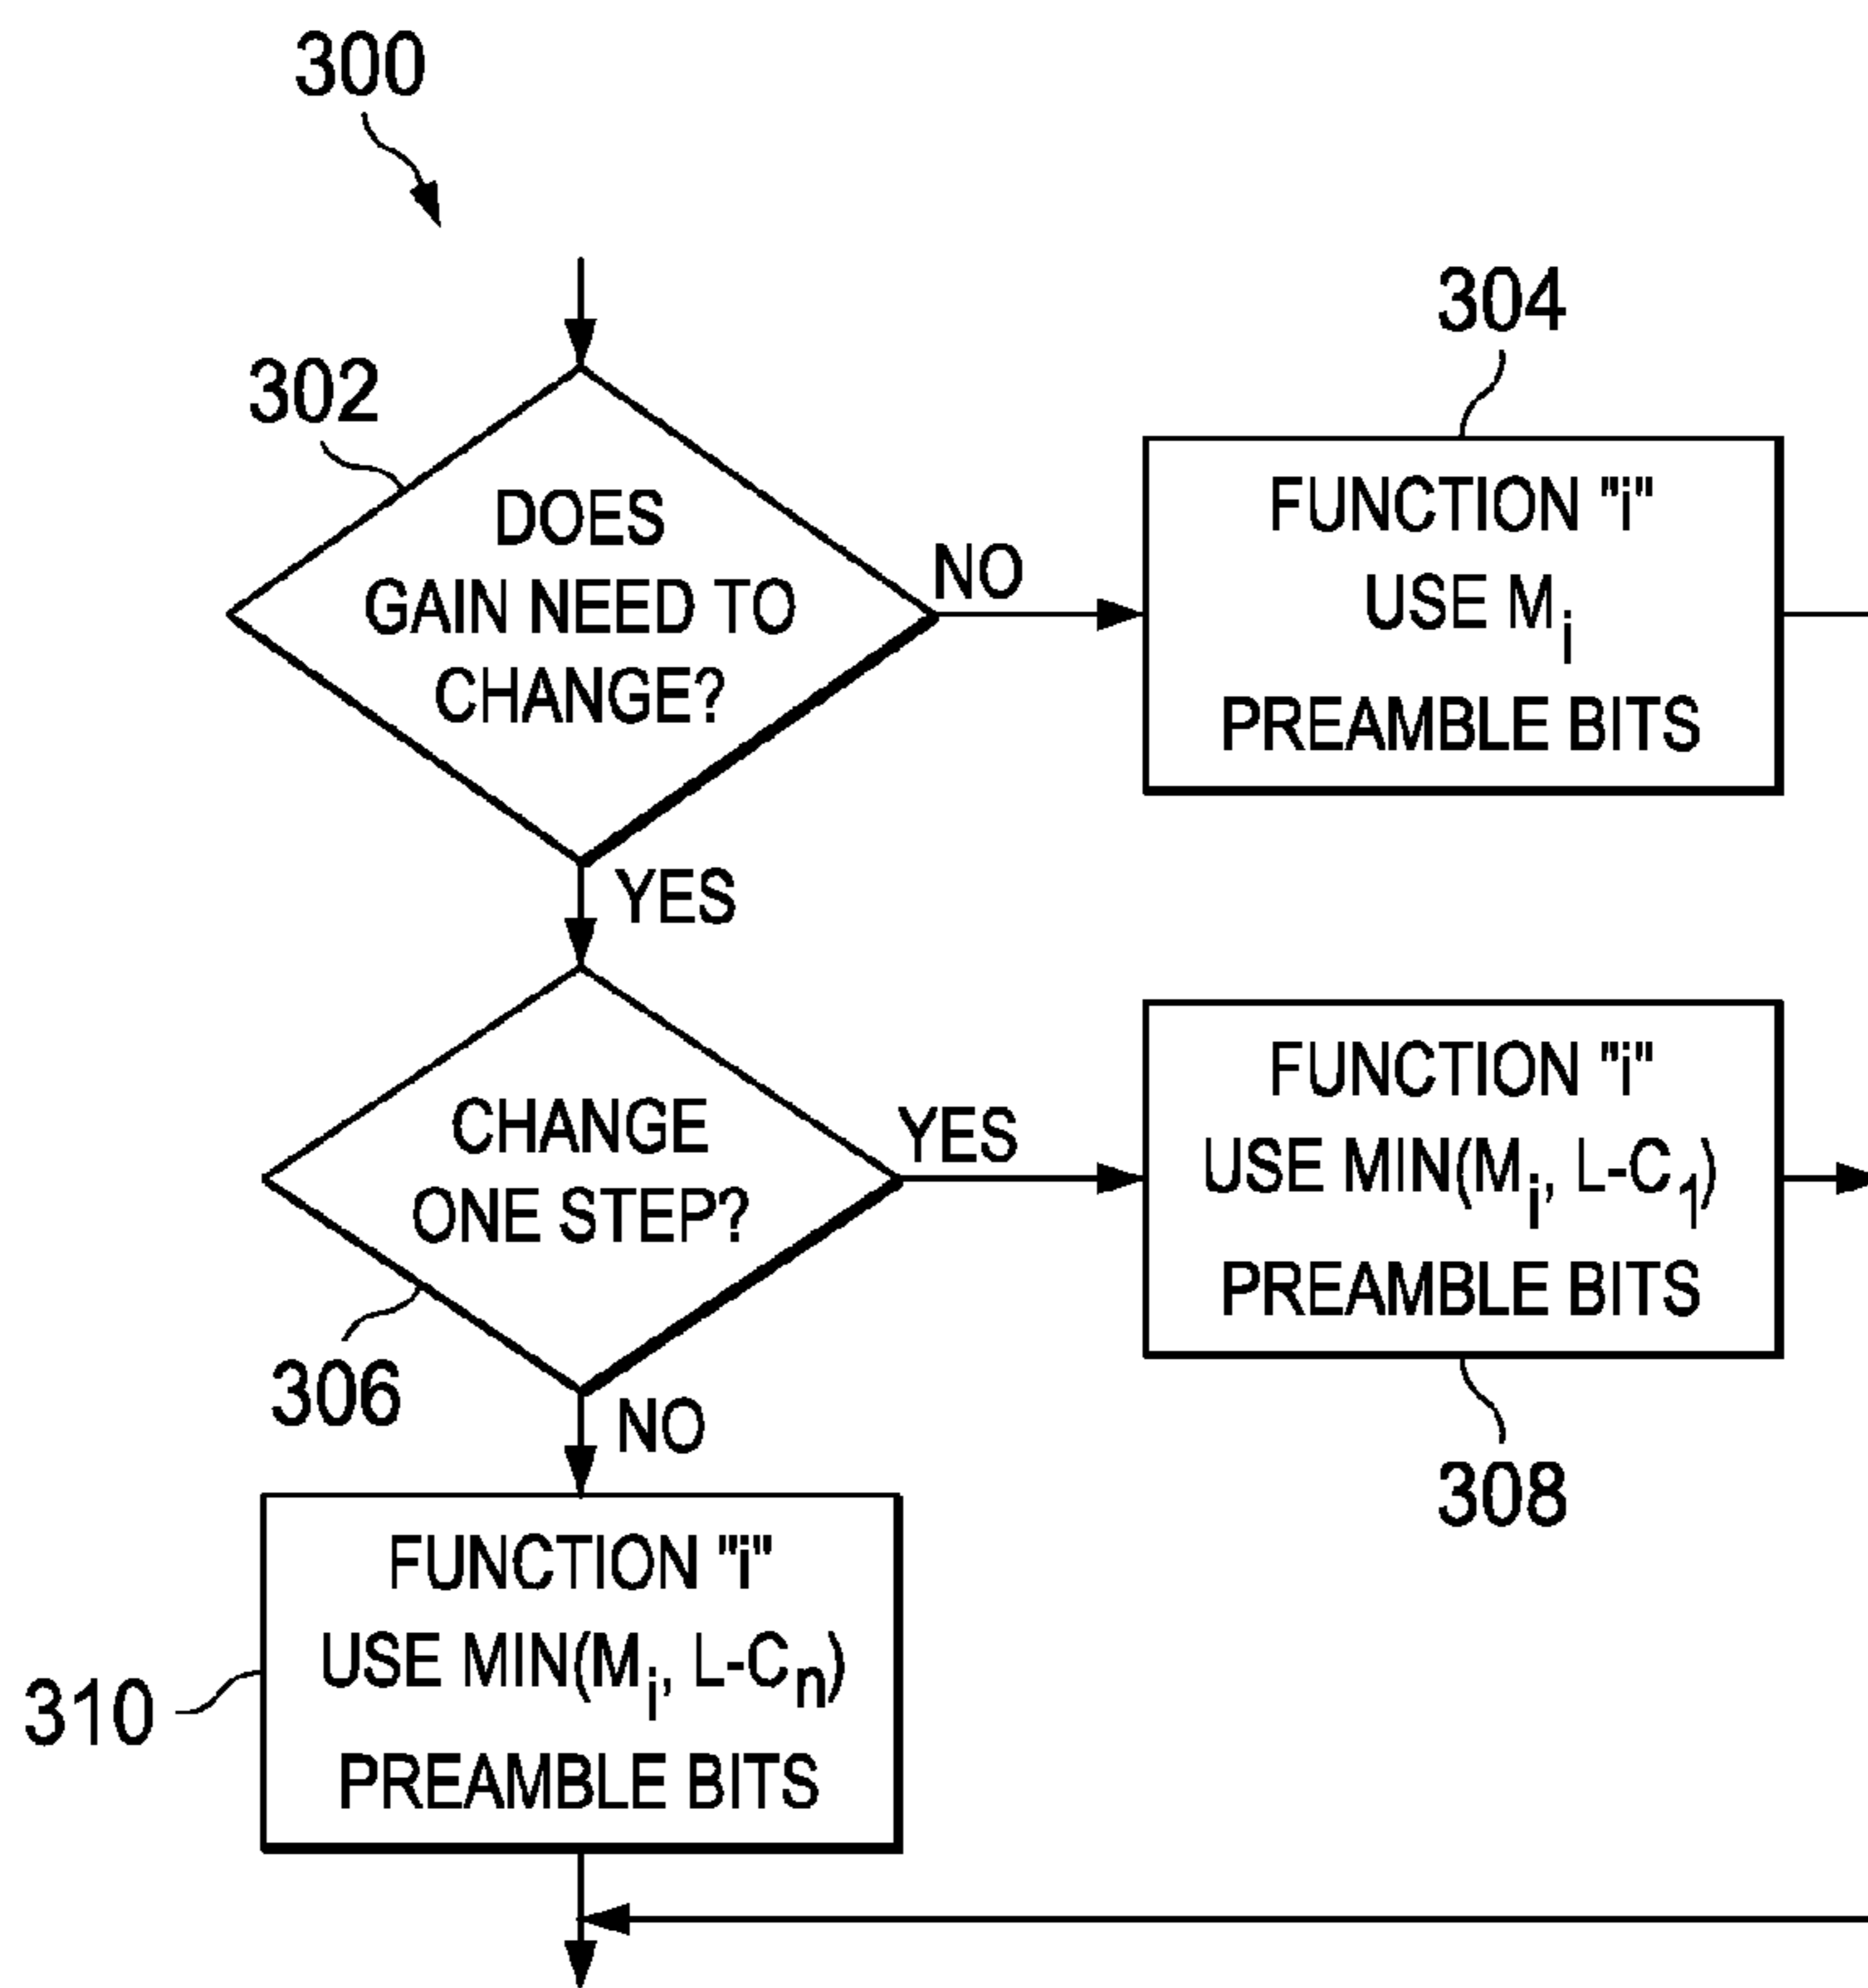 300
304
302
DOES
GAIN NEED TO
CHANGE?
NO
FUNCTION "i"
USE Mi
PREAMBLE BITS
YES
CHANGE
ONE STEP?
YES
FUNCTION "i"
USE MIN(Mi, L-C1)
PREAMBLE BITS
306
308
NO
FUNCTION "i"
USE MIN(Mi, L-Cn)
PREAMBLE BITS
310